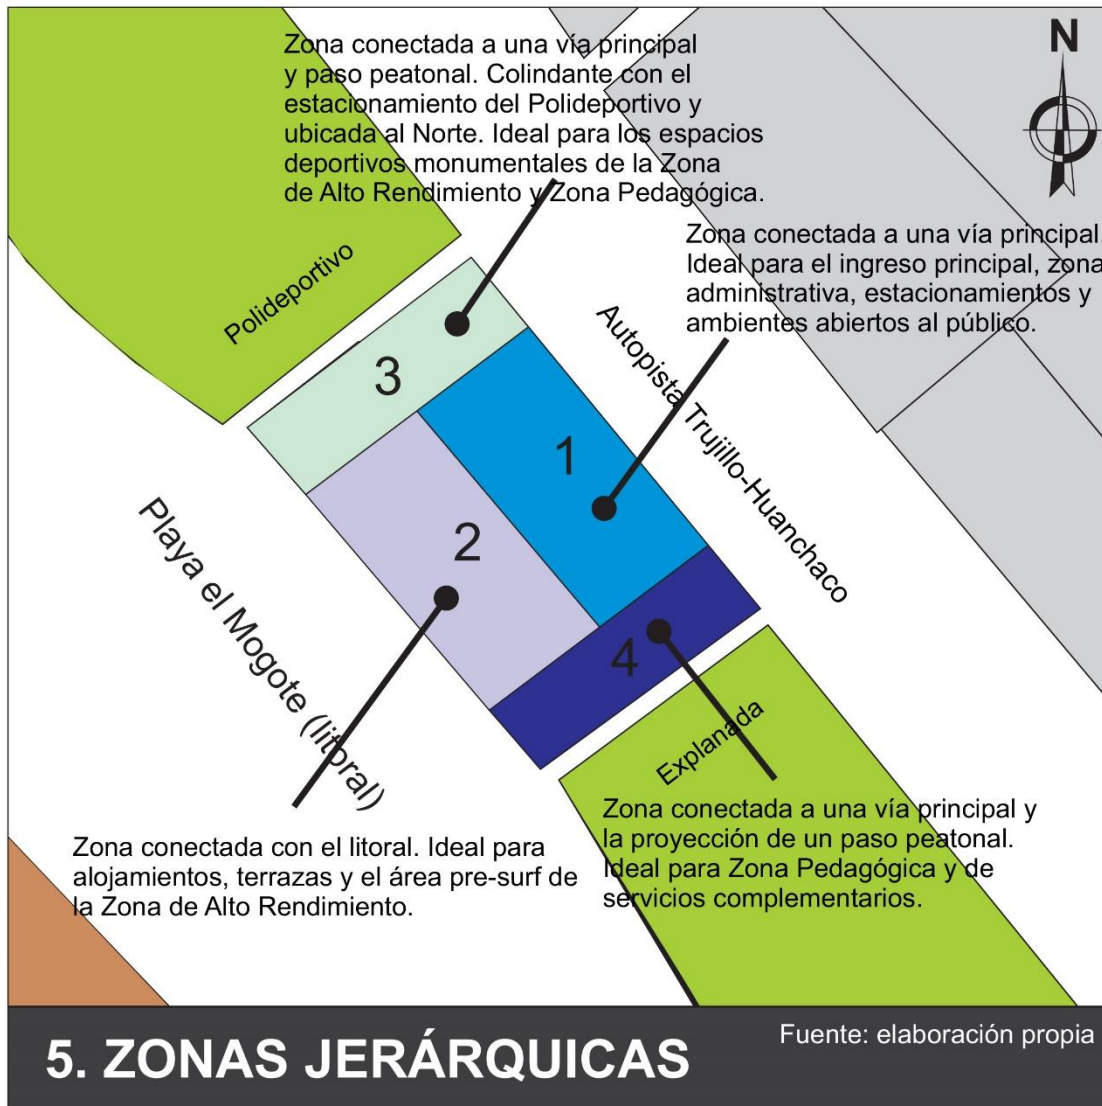 Zona conectada a una vía principal
y paso peatonal. Colindante con el
estacionamiento del Polideportivo y
ubicada al Norte. Ideal para los espacios
deportivos monumentales de la Zona
de Alto Rendimiento y Zona Pedagógica.
N
Zona conectada a una vía principal.
Ideal para el ingreso principal, zona
administrativa, estacionamientos y
ambientes abiertos al público.
Polideportivo
Autopista Trujillo-Huanchaco
3
1
2
4
Playa el Mogote (litoral)
Explanada
Zona conectada con el litoral. Ideal para
alojamientos, terrazas y el área pre-surf de
la Zona de Alto Rendimiento.
Zona conectada a una vía principal y
la proyección de un paso peatonal.
Ideal para Zona Pedagógica y de
servicios complementarios.
5. ZONAS JERÁRQUICAS
Fuente: elaboración propia